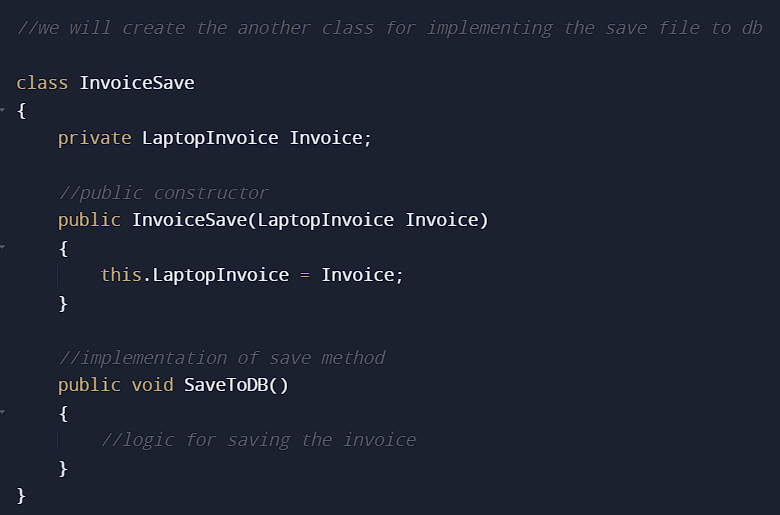 //we will create the another class for implementing the save file to db
class InvoiceSave
{
private LaptopInvoice Invoice;
//public constructor
public InvoiceSave(LaptopInvoice Invoice)
{
this.LaptopInvoice = Invoice;
}
//implementation of save method
public void SaveToDB()
{
//logic for saving the invoice
}
}